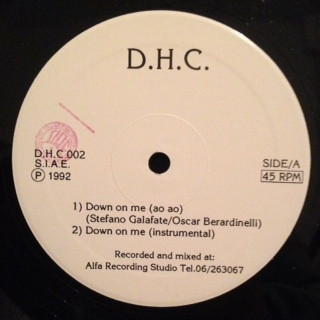 D.H.C.
D.H.C 002
S.I.A.E.
Ⓟ 1992
SIDE/A
45 RPM
1) Down on me (ao ao)
(Stefano Galafate/Oscar Berardinelli)
2) Down on me (instrumental)
Recorded and mixed at:
Alfa Recording Studio Tel.06/263067